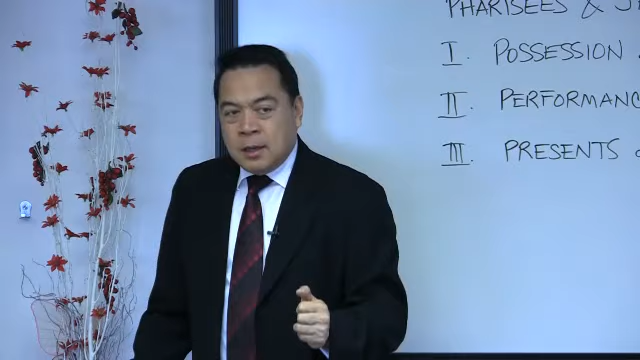 PHARISEES &
I. POSSESSION
II. PERFORMANC
III. PRESENTS